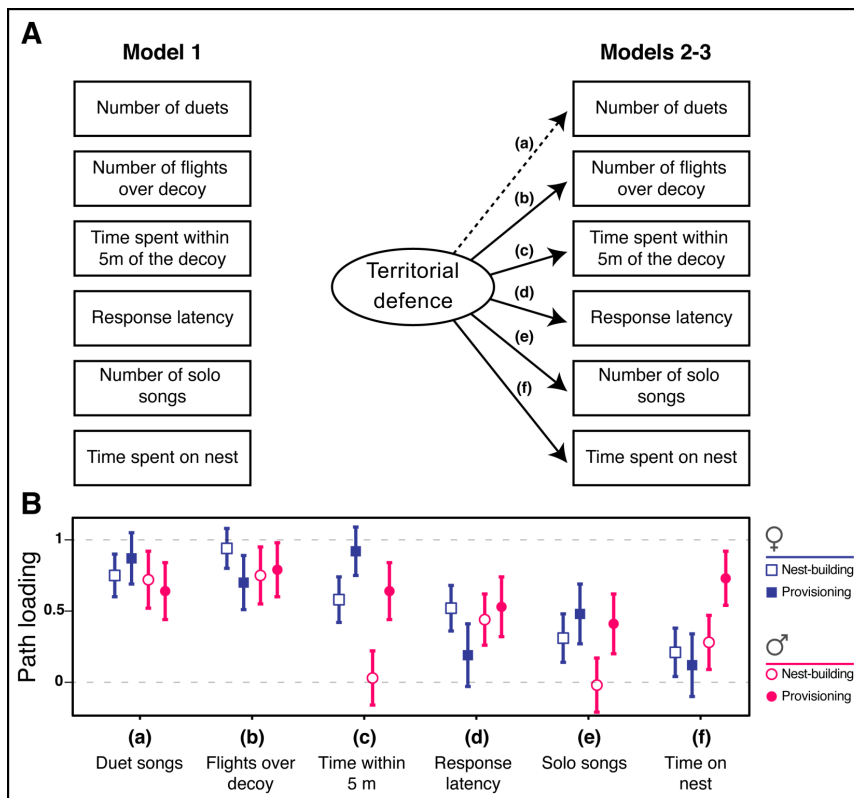 A
Model 1
Models 2-3
Number of duets
Number of flights
over decoy
Time spent within
5m of the decoy
Response latency
Number of solo
songs
Time spent on nest
Territorial
defence
(a)
(b)
(c)
(d)
(e)
(f)
Number of duets
Number of flights
over decoy
Time spent within
5m of the decoy
Response latency
Number of solo
songs
Time spent on nest
B
Path loading
1
0.5
0
(a)
Duet songs
(b)
Flights over
decoy
(c)
Time within
5 m
(d)
Response
latency
(e)
Solo songs
(f)
Time on
nest
♀
Nest-building
Provisioning
♂
Nest-building
Provisioning